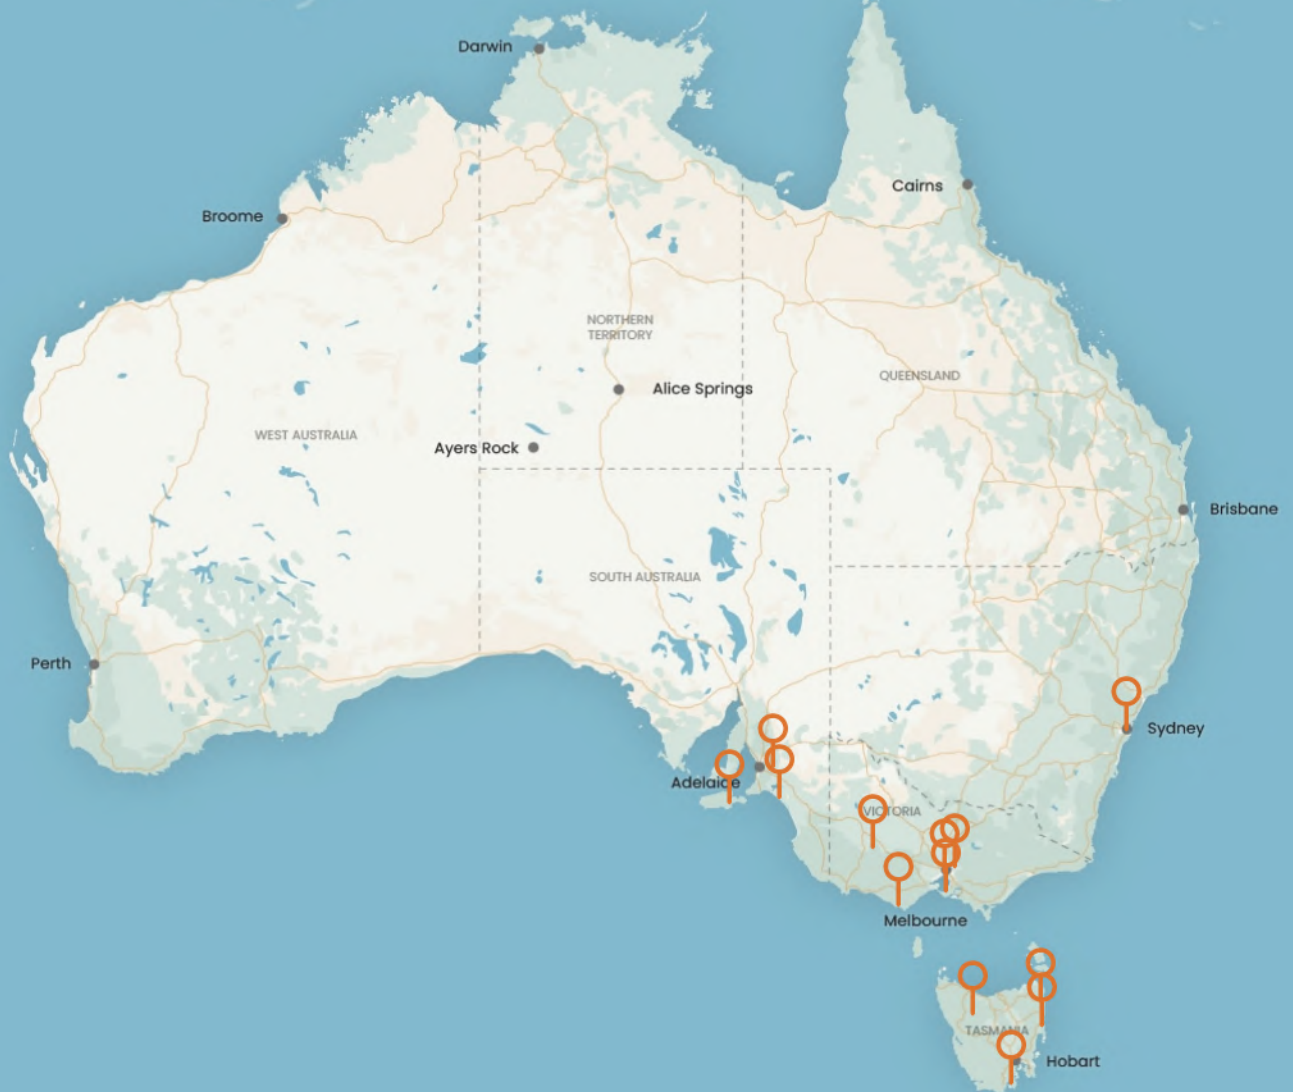 Darwin
Cairns
Broome
NORTHERN
TERRITORY
QUEENSLAND
Alice Springs
WEST AUSTRALIA
Ayers Rock
Brisbane
SOUTH AUSTRALIA
Perth
Sydney
Adelaide
VICTORIA
Melbourne
TASMANIA
Hobart